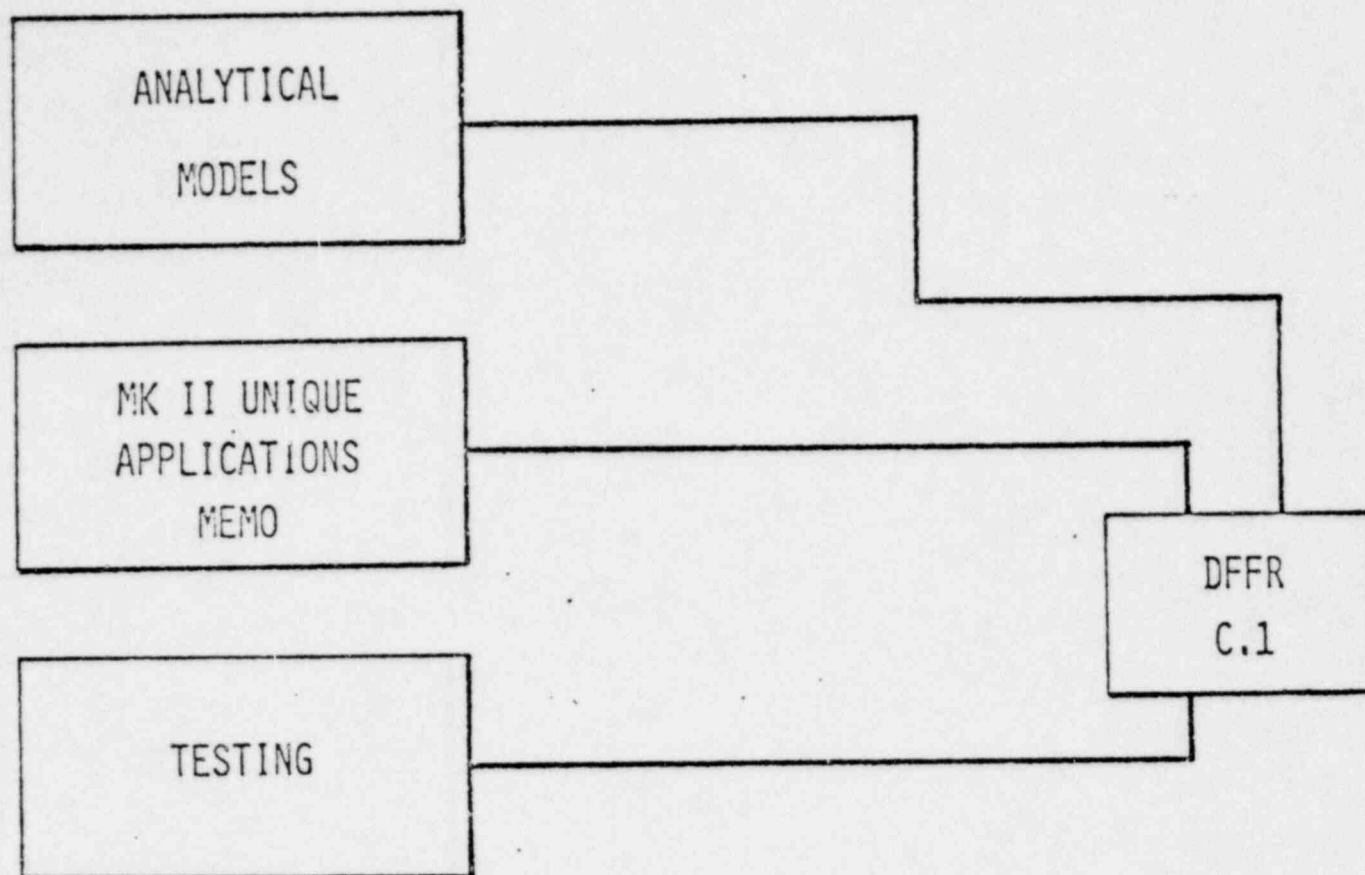 ANALYTICAL
MODELS
MK II UNIQUE
APPLICATIONS
MEMO
TESTING
DFFR
C.1